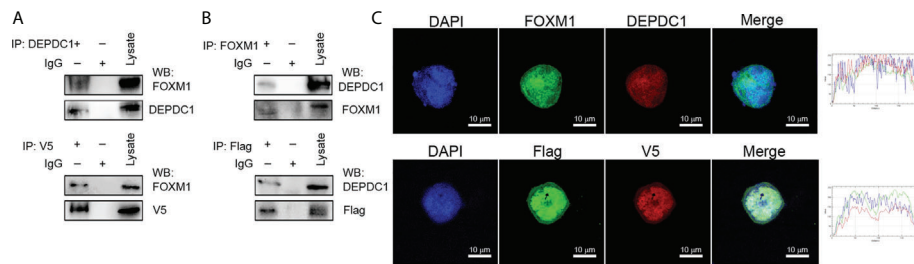 A
IP: DEPDC1 + −
IgG − +
Lysate
WB:
FOXM1
DEPDC1
IP: V5 + −
IgG − +
Lysate
WB:
FOXM1
V5
B
IP: FOXM1 + −
IgG − +
Lysate
WB:
DEPDC1
FOXM1
IP: Flag + −
IgG − +
Lysate
WB:
DEPDC1
Flag
C
DAPI FOXM1 DEPDC1 Merge
10 μm 10 μm 10 μm 10 μm
DAPI Flag V5 Merge
10 μm 10 μm 10 μm 10 μm